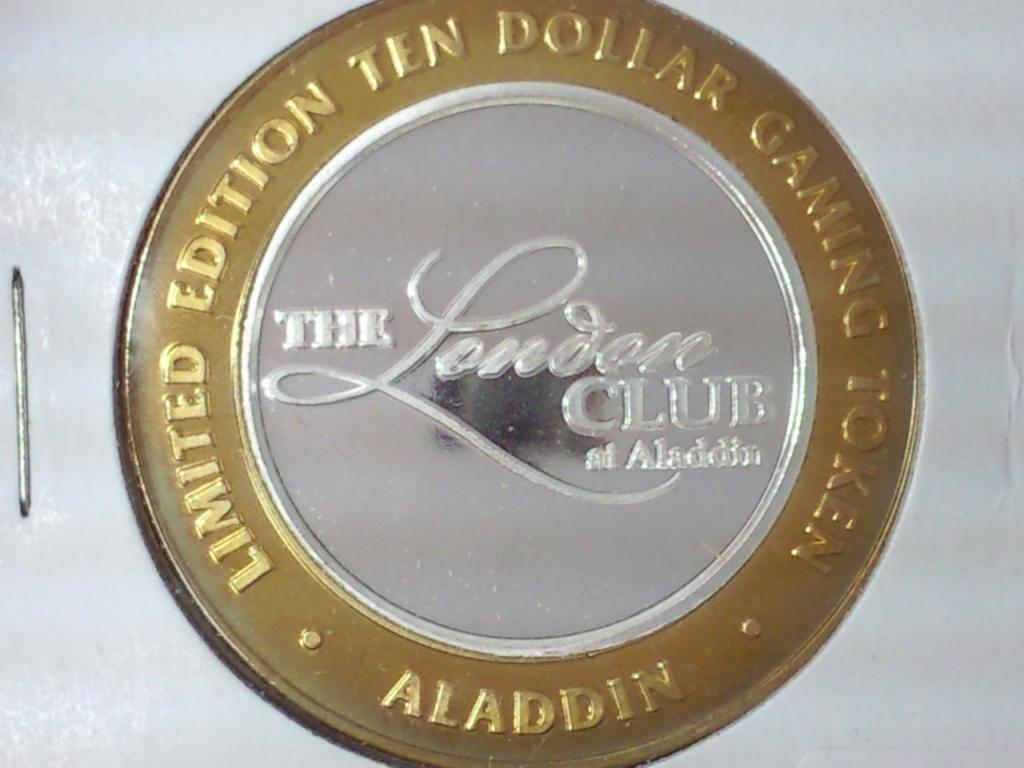 LIMITED EDITION TEN DOLLAR GAMING TOKEN
THE London
CLUB
at Aladdin
• ALADDIN •